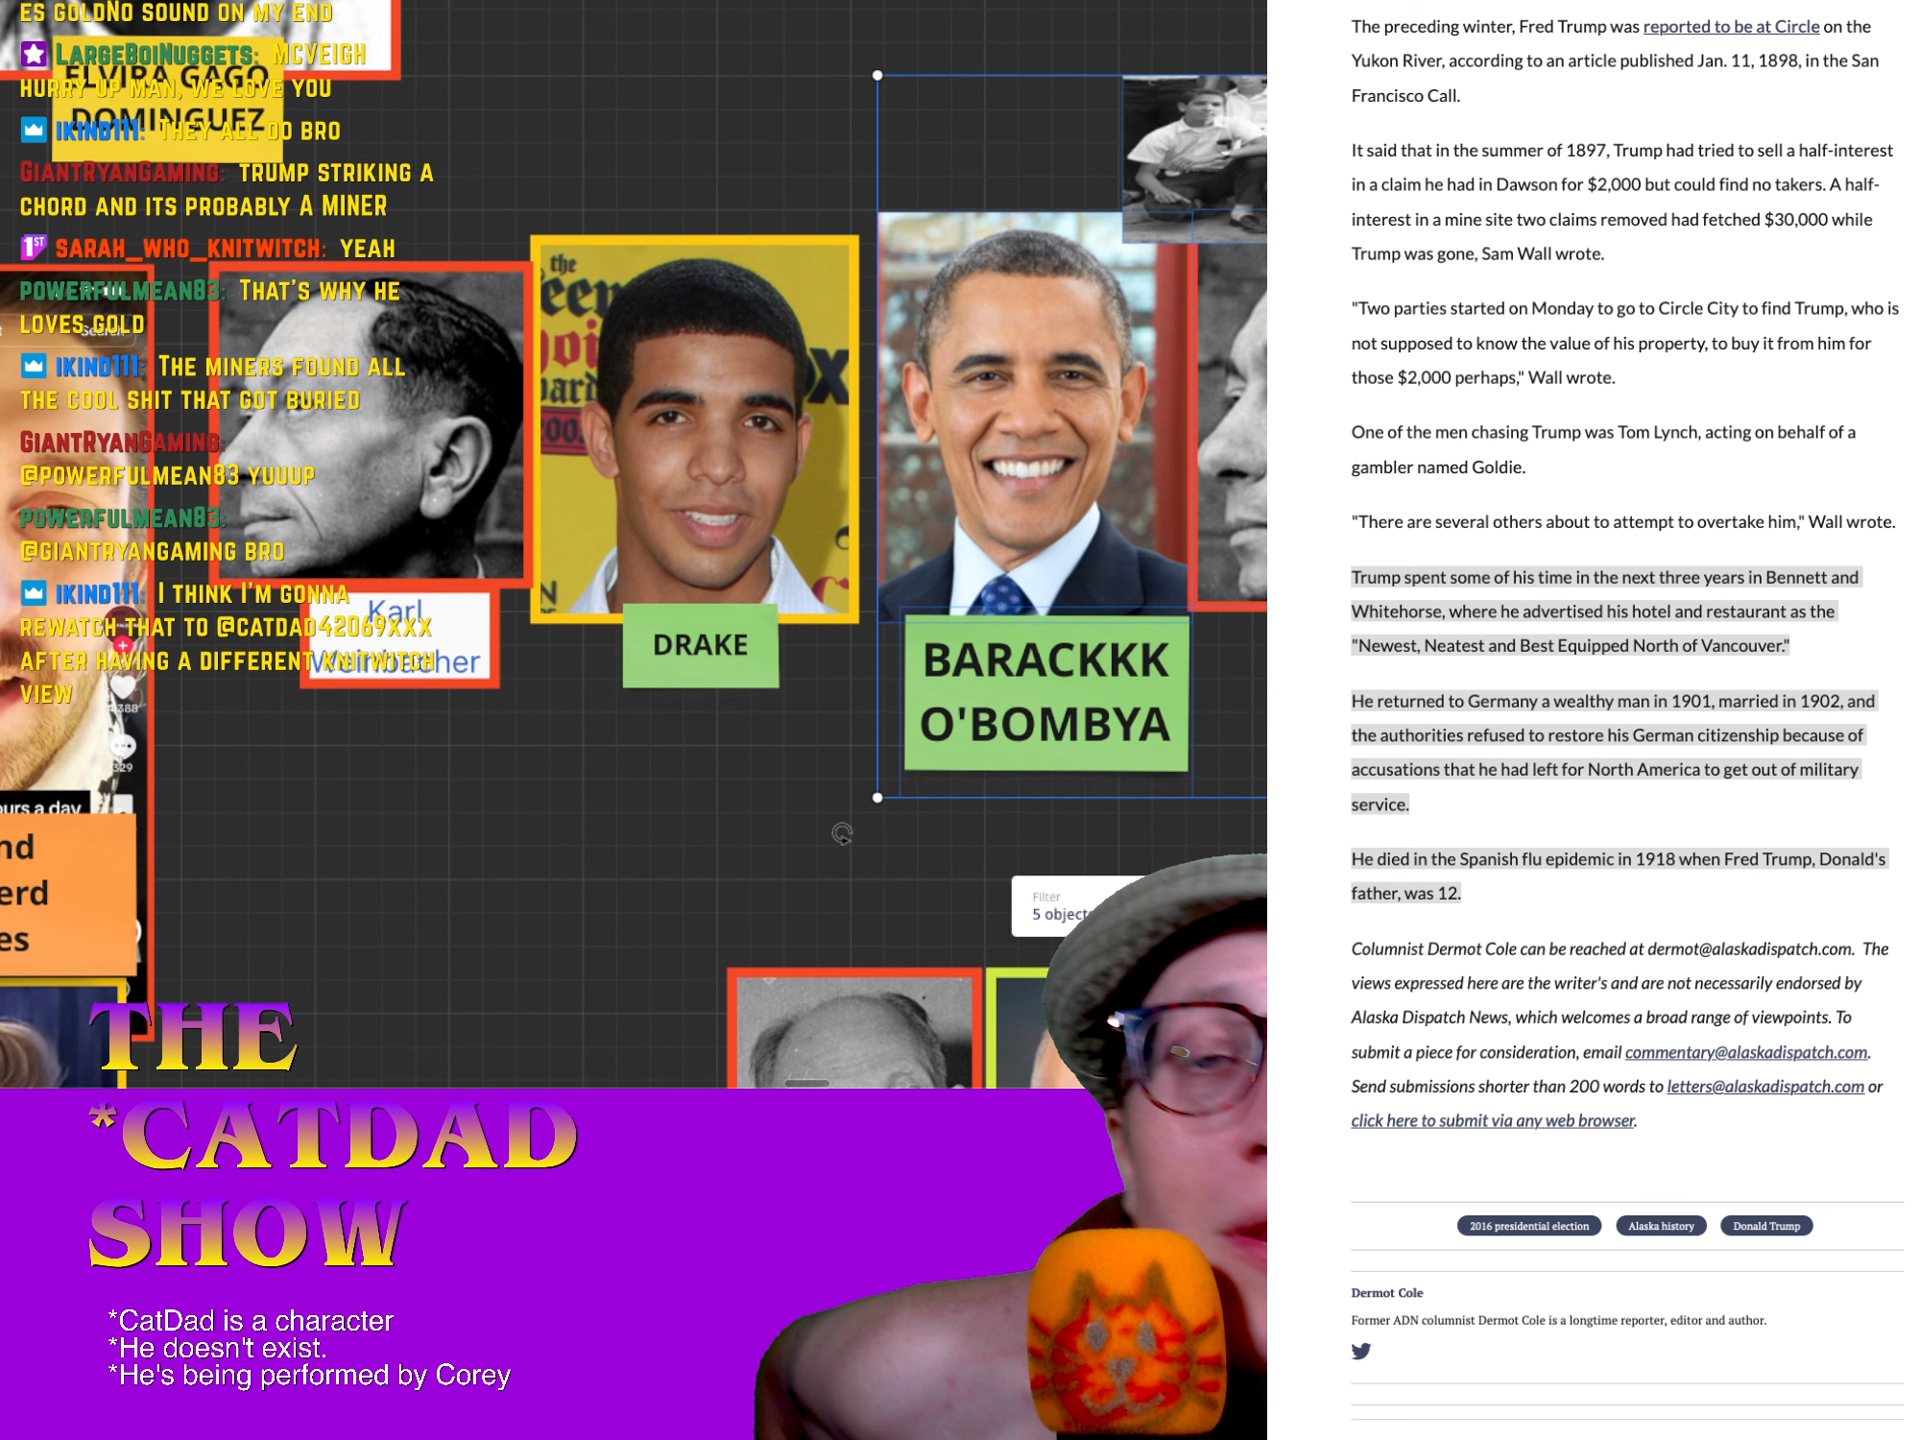 ES GOLDNO SOUND ON MY END
LARGEBOINUGGETS: MCVEIGH
HURRY UP MAN, WE LOVE YOU
IKIND111: THEY ALL DO BRO
GIANTRYANGAMING: TRUMP STRIKING A
CHORD AND ITS PROBABLY A MINER
1ST SARAH_WHO_KNITWITCH: YEAH
POWERFULMEAN83: THAT'S WHY HE
LOVES GOLD
IKIND111: THE MINERS FOUND ALL
THE COOL SHIT THAT GOT BURIED
GIANTRYANGAMING:
@POWERFULMEAN83 YUUUP
POWERFULMEAN83:
@GIANTRYANGAMING BRO
IKIND111: I THINK I'M GONNA
REWATCH THAT TO @CATDAD42069XXX
AFTER HAVING A DIFFERENT KNITWITCH
VIEW
ELVIRA GAGO
DOMINGUEZ
Search
Karl
Weinbacher
the
DRAKE
BARACKKK
O'BOMBYA
388
329
ours a day
nd
erd
es
Filter
5 objects
THE
*CATDAD
SHOW
*CatDad is a character
*He doesn't exist.
*He's being performed by Corey
The preceding winter, Fred Trump was reported to be at Circle on the
Yukon River, according to an article published Jan. 11, 1898, in the San
Francisco Call.
It said that in the summer of 1897, Trump had tried to sell a half-interest
in a claim he had in Dawson for $2,000 but could find no takers. A half-
interest in a mine site two claims removed had fetched $30,000 while
Trump was gone, Sam Wall wrote.
"Two parties started on Monday to go to Circle City to find Trump, who is
not supposed to know the value of his property, to buy it from him for
those $2,000 perhaps," Wall wrote.
One of the men chasing Trump was Tom Lynch, acting on behalf of a
gambler named Goldie.
"There are several others about to attempt to overtake him," Wall wrote.
Trump spent some of his time in the next three years in Bennett and
Whitehorse, where he advertised his hotel and restaurant as the
"Newest, Neatest and Best Equipped North of Vancouver."
He returned to Germany a wealthy man in 1901, married in 1902, and
the authorities refused to restore his German citizenship because of
accusations that he had left for North America to get out of military
service.
He died in the Spanish flu epidemic in 1918 when Fred Trump, Donald's
father, was 12.
Columnist Dermot Cole can be reached at dermot@alaskadispatch.com. The
views expressed here are the writer's and are not necessarily endorsed by
Alaska Dispatch News, which welcomes a broad range of viewpoints. To
submit a piece for consideration, email commentary@alaskadispatch.com.
Send submissions shorter than 200 words to letters@alaskadispatch.com or
click here to submit via any web browser.
2016 presidential election
Alaska history
Donald Trump
Dermot Cole
Former ADN columnist Dermot Cole is a longtime reporter, editor and author.